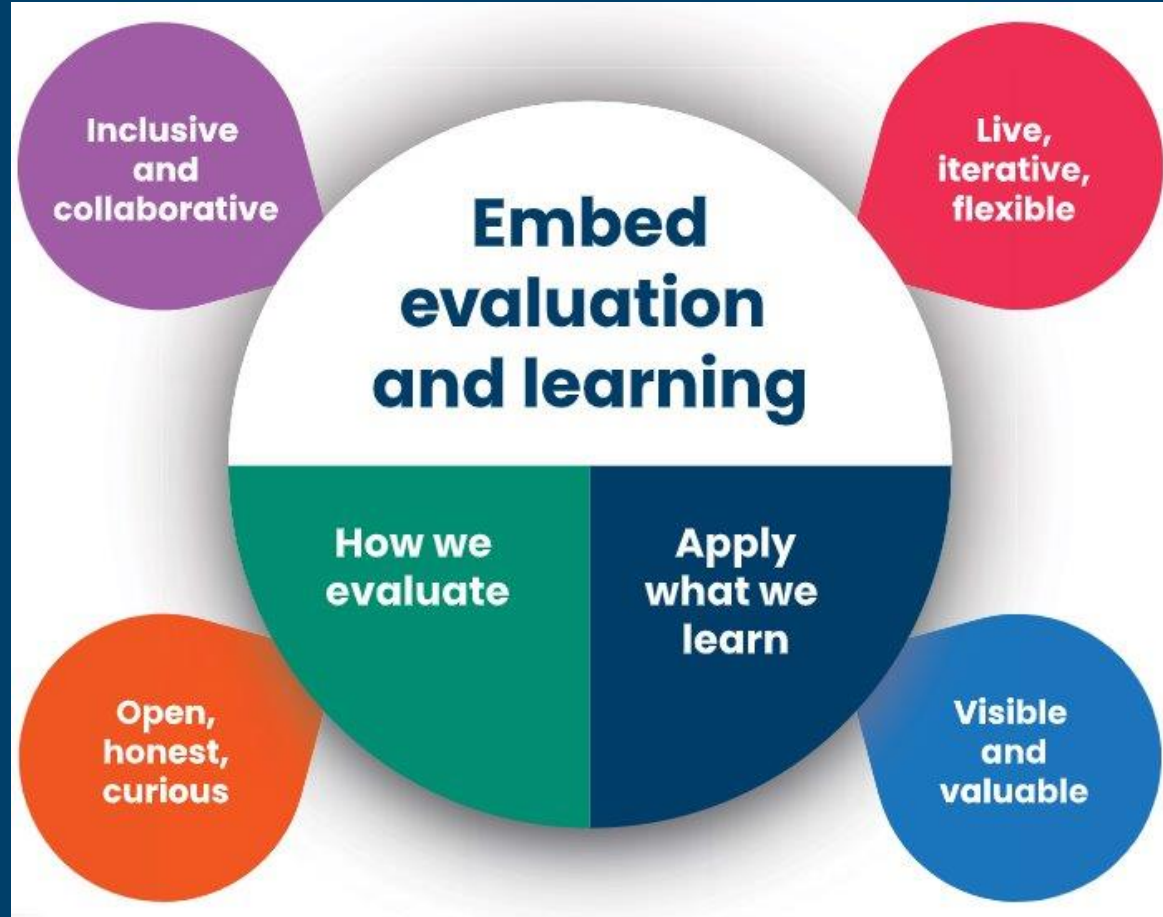 Inclusive
and
collaborative
Live,
iterative,
flexible
Embed
evaluation
and learning
How we
evaluate
Apply
what we
learn
Open,
honest,
curious
Visible
and
valuable